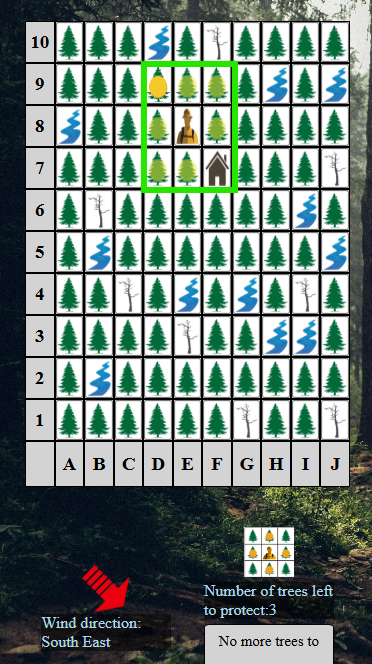 10
9
8
7
6
5
4
3
2
1
A B C D E F G H I J
Number of trees left
to protect:3
Wind direction:
South East
No more trees to